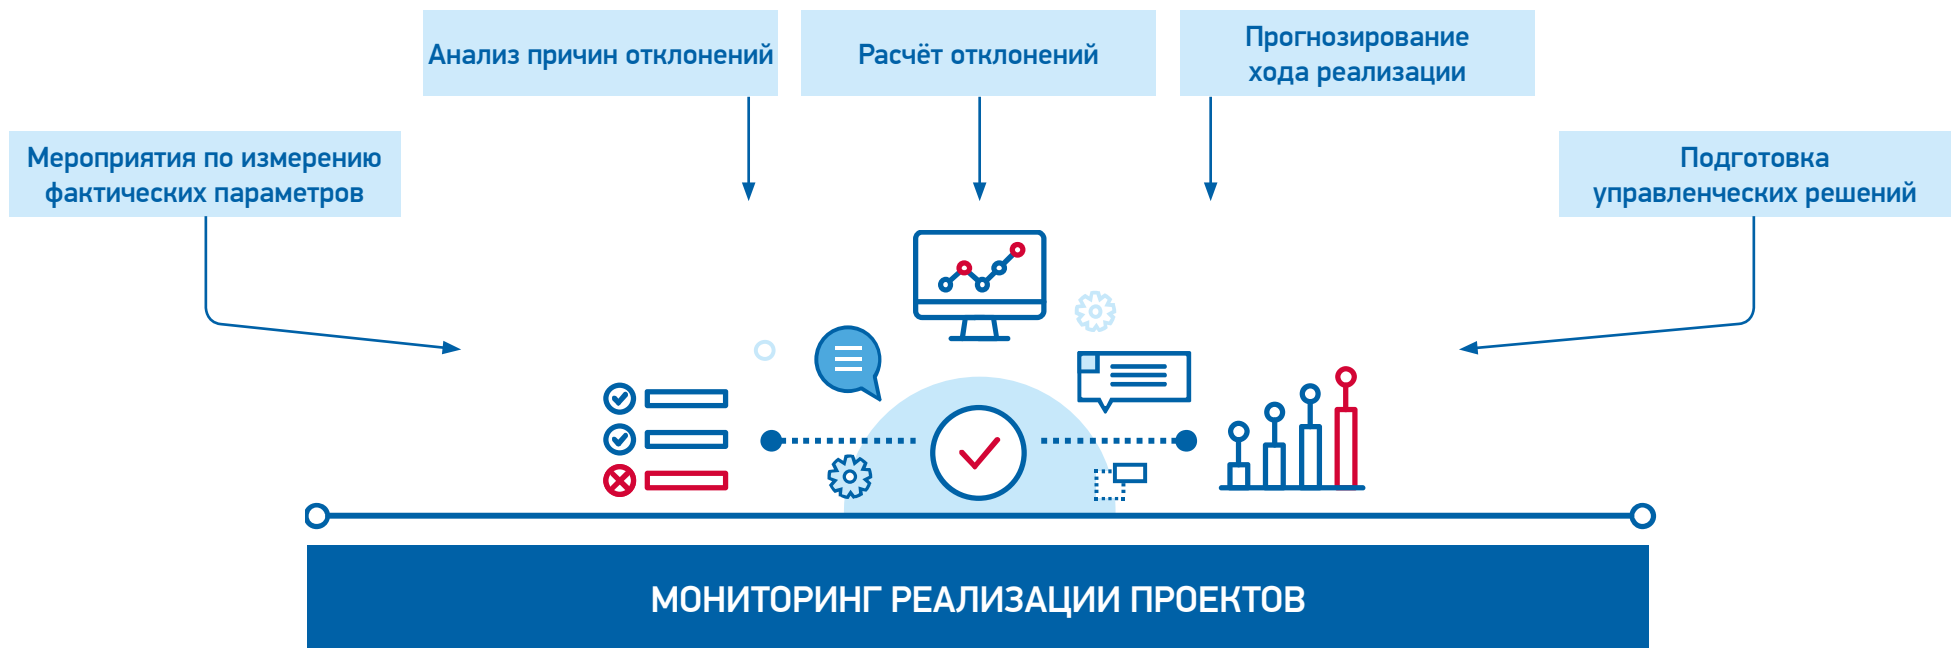 Анализ причин отклонений
Расчёт отклонений
Прогнозирование
хода реализации
Мероприятия по измерению
фактических параметров
Подготовка
управленческих решений
МОНИТОРИНГ РЕАЛИЗАЦИИ ПРОЕКТОВ